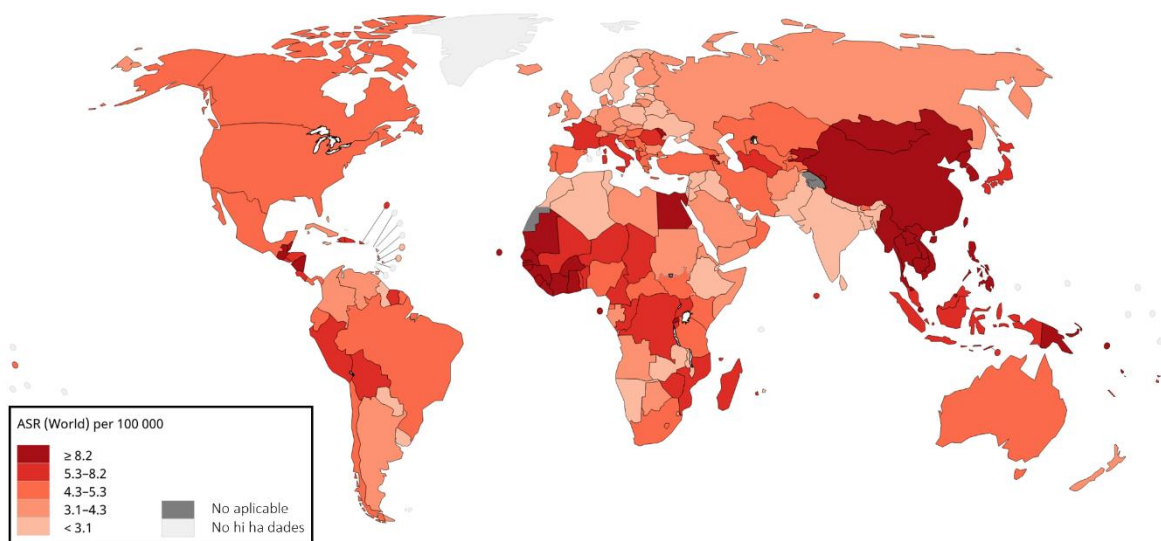 ASR (World) per 100 000
≥ 8.2
5.3–8.2
4.3–5.3
3.1–4.3
< 3.1
No aplicable
No hi ha dades